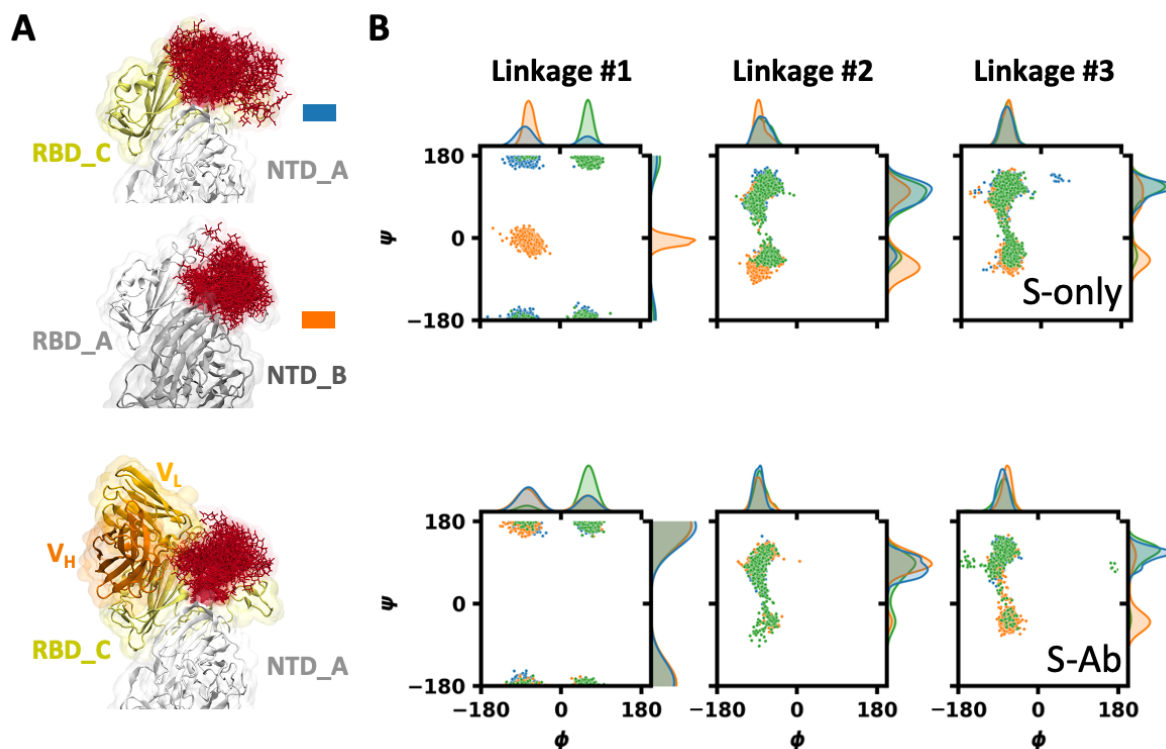 A
B
Linkage #1
Linkage #2
Linkage #3
RBD_C
NTD_A
RBD_A
NTD_B
VL
VH
RBD_C
NTD_A
180
0
−180
Ψ
S-only
180
0
−180
Ψ
S-Ab
−180 0 180
−180 0 180
−180 0 180
ϕ
ϕ
ϕ